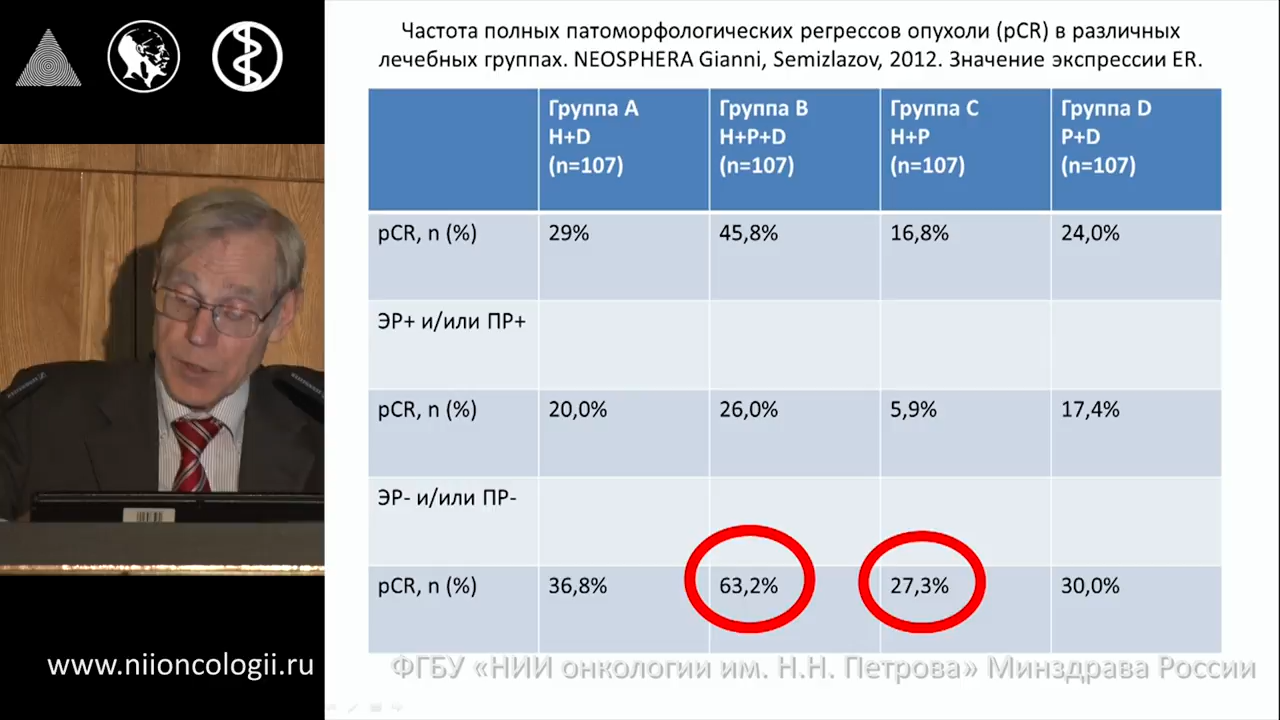 Частота полных патоморфологических регрессов опухоли (pCR) в различных
лечебных группах. NEOSPHERA Gianni, Semizlazov, 2012. Значение экспрессии ER.
Группа A Группа B Группа C Группа D
H+D H+P+D H+P P+D
(n=107) (n=107) (n=107) (n=107)
pCR, n (%) 29% 45,8% 16,8% 24,0%
ЭР+ и/или ПР+
pCR, n (%) 20,0% 26,0% 5,9% 17,4%
ЭР- и/или ПР-
pCR, n (%) 36,8% 63,2% 27,3% 30,0%
www.niioncologii.ru
ФГБУ «НИИ онкологии им. Н.Н. Петрова» Минздрава России